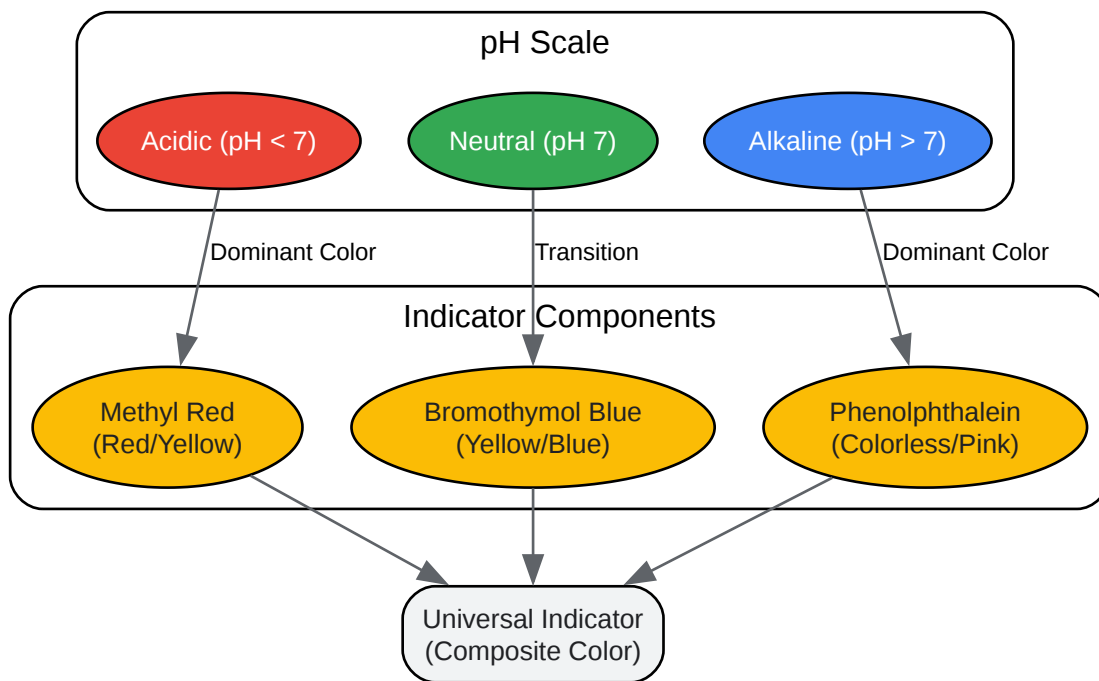 pH Scale
Acidic (pH < 7)
Neutral (pH 7)
Alkaline (pH > 7)
Dominant Color
Transition
Dominant Color
Indicator Components
Methyl Red
(Red/Yellow)
Bromothymol Blue
(Yellow/Blue)
Phenolphthalein
(Colorless/Pink)
Universal Indicator
(Composite Color)